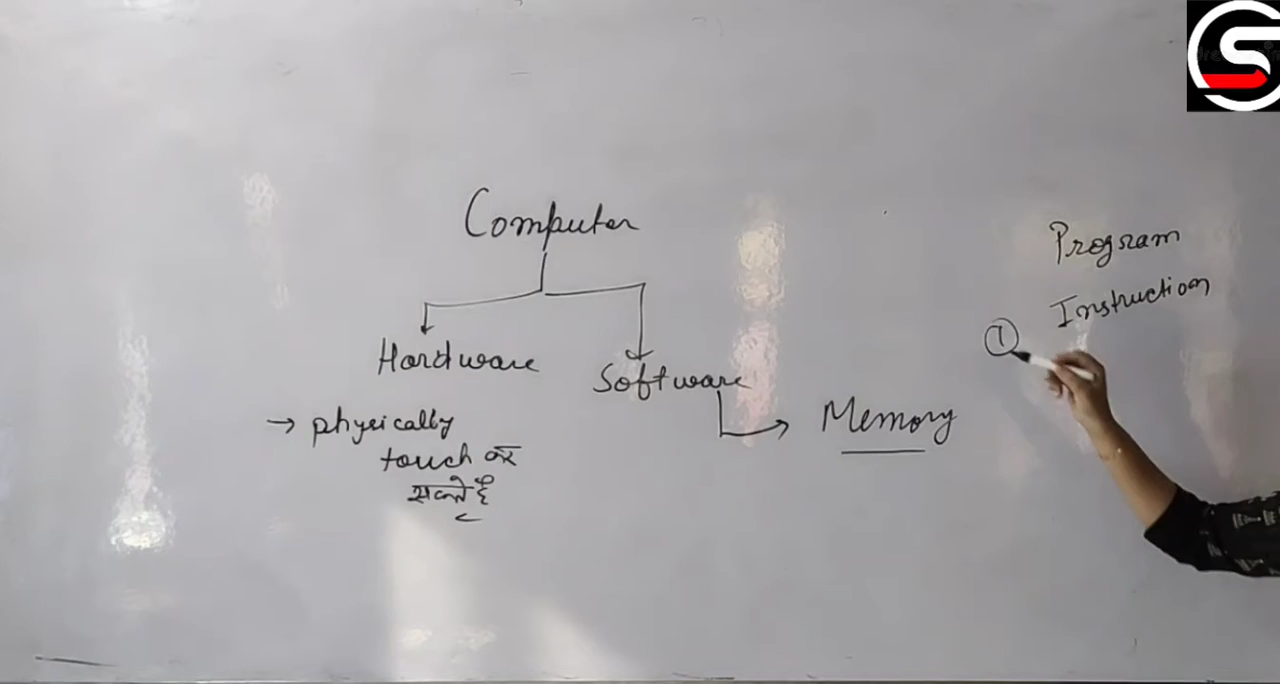 Computer
Hardware
→ physically
touch कर
सकते है
Software
Memory
Program
Instruction
①